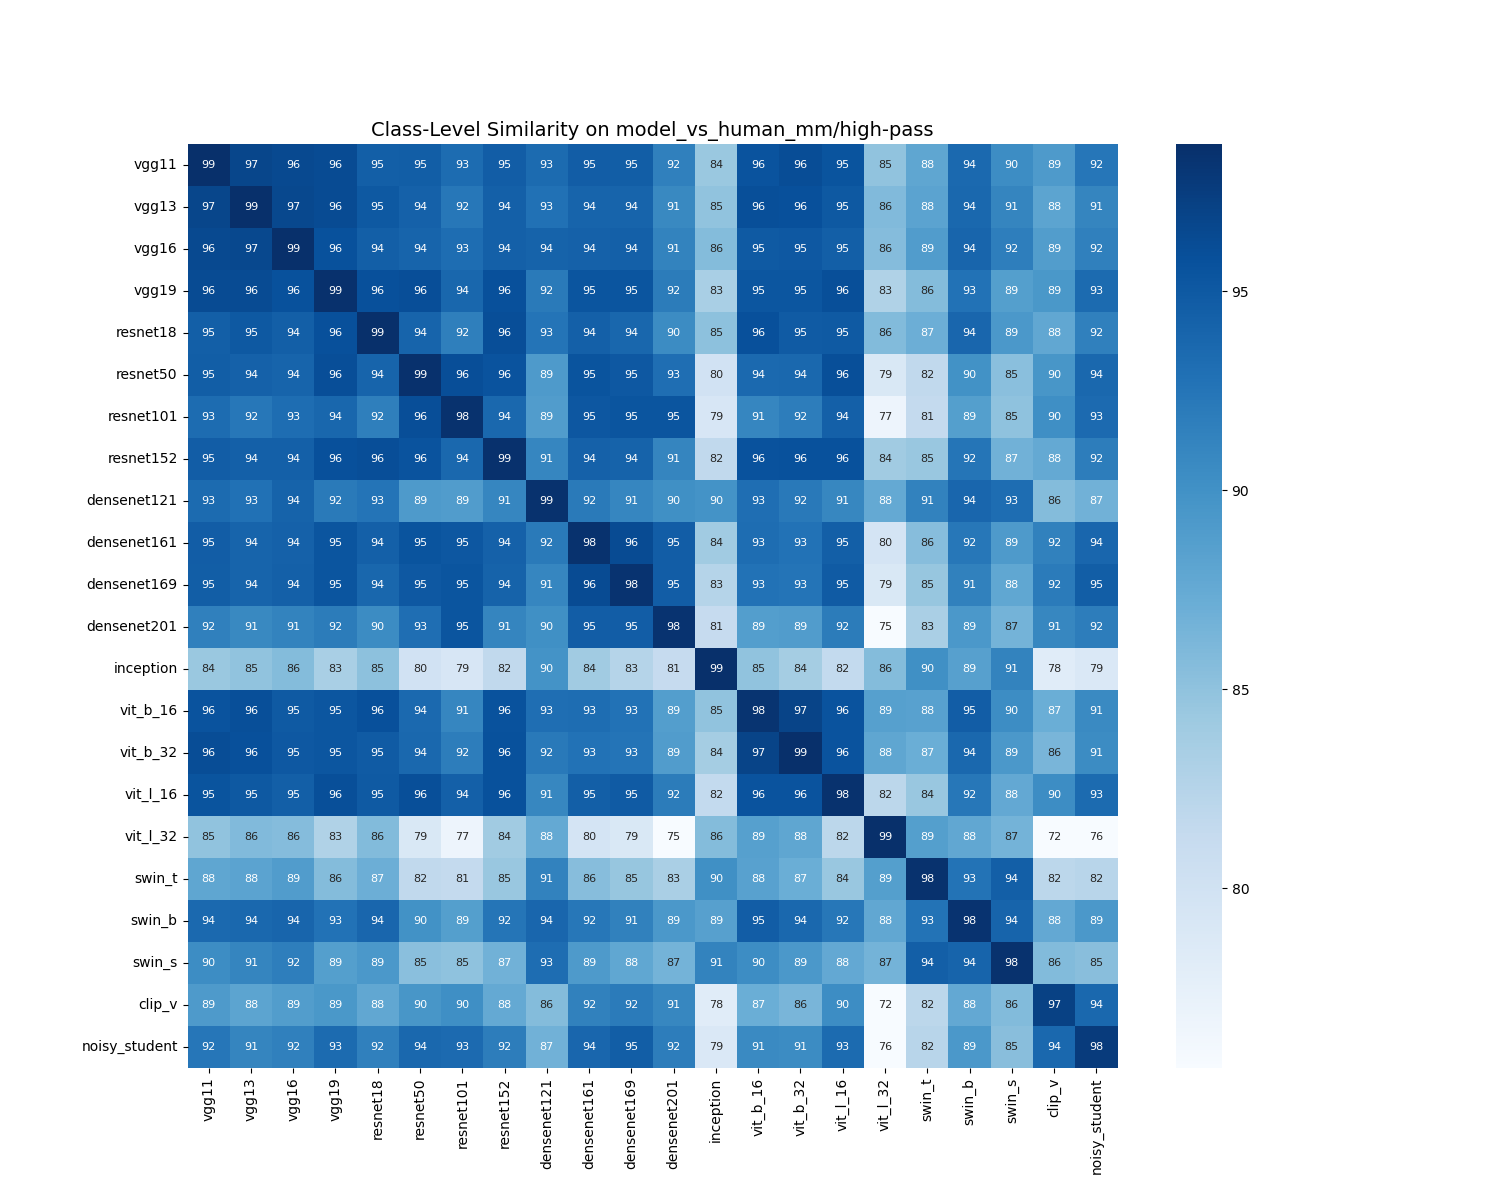 Class-Level Similarity on model_vs_human_mm/high-pass
vgg11 99 97 96 96 95 95 93 95 93 95 95 92 84 96 96 95 85 88 94 90 89 92
vgg13 97 99 97 96 95 94 92 94 93 94 94 91 85 96 96 95 86 88 94 91 88 91
vgg16 96 97 99 96 94 94 93 94 94 94 94 91 86 95 95 95 86 89 94 92 89 92
vgg19 96 96 96 99 96 96 94 96 92 95 95 92 83 95 95 96 83 86 93 89 89 93
resnet18 95 95 94 96 99 94 92 96 93 94 94 90 85 96 95 95 86 87 94 89 88 92
resnet50 95 94 94 96 94 99 96 96 89 95 95 93 80 94 94 96 79 82 90 85 90 94
resnet101 93 92 93 94 92 96 98 94 89 95 95 95 79 91 92 94 77 81 89 85 90 93
resnet152 95 94 94 96 96 96 94 99 91 94 94 91 82 96 96 96 84 85 92 87 88 92
densenet121 93 93 94 92 93 89 89 91 99 92 91 90 90 93 92 91 88 91 94 93 86 87
densenet161 95 94 94 95 94 95 95 94 92 98 96 95 84 93 93 95 80 86 92 89 92 94
densenet169 95 94 94 95 94 95 95 94 91 96 98 95 83 93 93 95 79 85 91 88 92 95
densenet201 92 91 91 92 90 93 95 91 90 95 95 98 81 89 89 92 75 83 89 87 91 92
inception 84 85 86 83 85 80 79 82 90 84 83 81 99 85 84 82 86 90 89 91 78 79
vit_b_16 96 96 95 95 96 94 91 96 93 93 93 89 85 98 97 96 89 88 95 90 87 91
vit_b_32 96 96 95 95 95 94 92 96 92 93 93 89 84 97 99 96 88 87 94 89 86 91
vit_l_16 95 95 95 96 95 96 94 96 91 95 95 92 82 96 96 98 82 84 92 88 90 93
vit_l_32 85 86 86 83 86 79 77 84 88 80 79 75 86 89 88 82 99 89 88 87 72 76
swin_t 88 88 89 86 87 82 81 85 91 86 85 83 90 88 87 84 89 98 93 94 82 82
swin_b 94 94 94 93 94 90 89 92 94 92 91 89 89 95 94 92 88 93 98 94 88 89
swin_s 90 91 92 89 89 85 85 87 93 89 88 87 91 90 89 88 87 94 94 98 86 85
clip_v 89 88 89 89 88 90 90 88 86 92 92 91 78 87 86 90 72 82 88 86 97 94
noisy_student 92 91 92 93 92 94 93 92 87 94 95 92 79 91 91 93 76 82 89 85 94 98
vgg11 vgg13 vgg16 vgg19 resnet18 resnet50 resnet101 resnet152 densenet121 densenet161 densenet169 densenet201 inception vit_b_16 vit_b_32 vit_l_16 vit_l_32 swin_t swin_b swin_s clip_v noisy_student
95
90
85
80